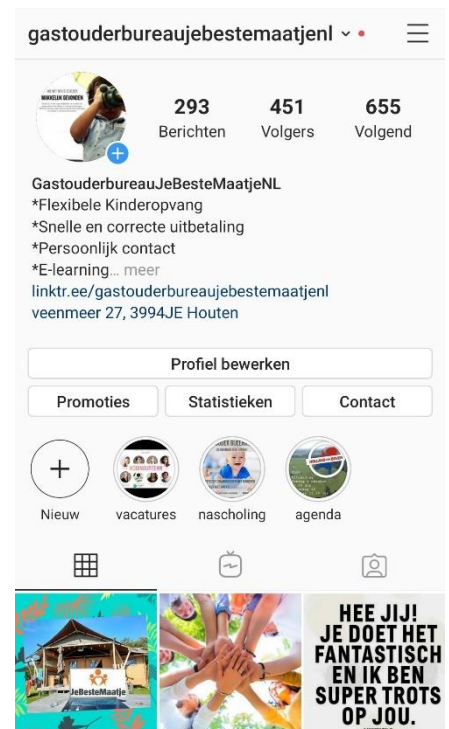 gastouderbureaujebestemaatjenl
MAKKELIJK GEVONDEN
293 451 655
Berichten Volgers Volgend
GastouderbureauJeBesteMaatjeNL
*Flexibele Kinderopvang
*Snelle en correcte uitbetaling
*Persoonlijk contact
*E-learning... meer
linktr.ee/gastouderbureaujebestemaatjenl
veenmeer 27, 3994JE Houten
Profiel bewerken
Promoties Statistieken Contact
Nieuw vacatures nascholing agenda
JeBesteMaatje
HEE JIJ!
JE DOET HET
FANTASTISCH
EN IK BEN
SUPER TROTS
OP JOU.